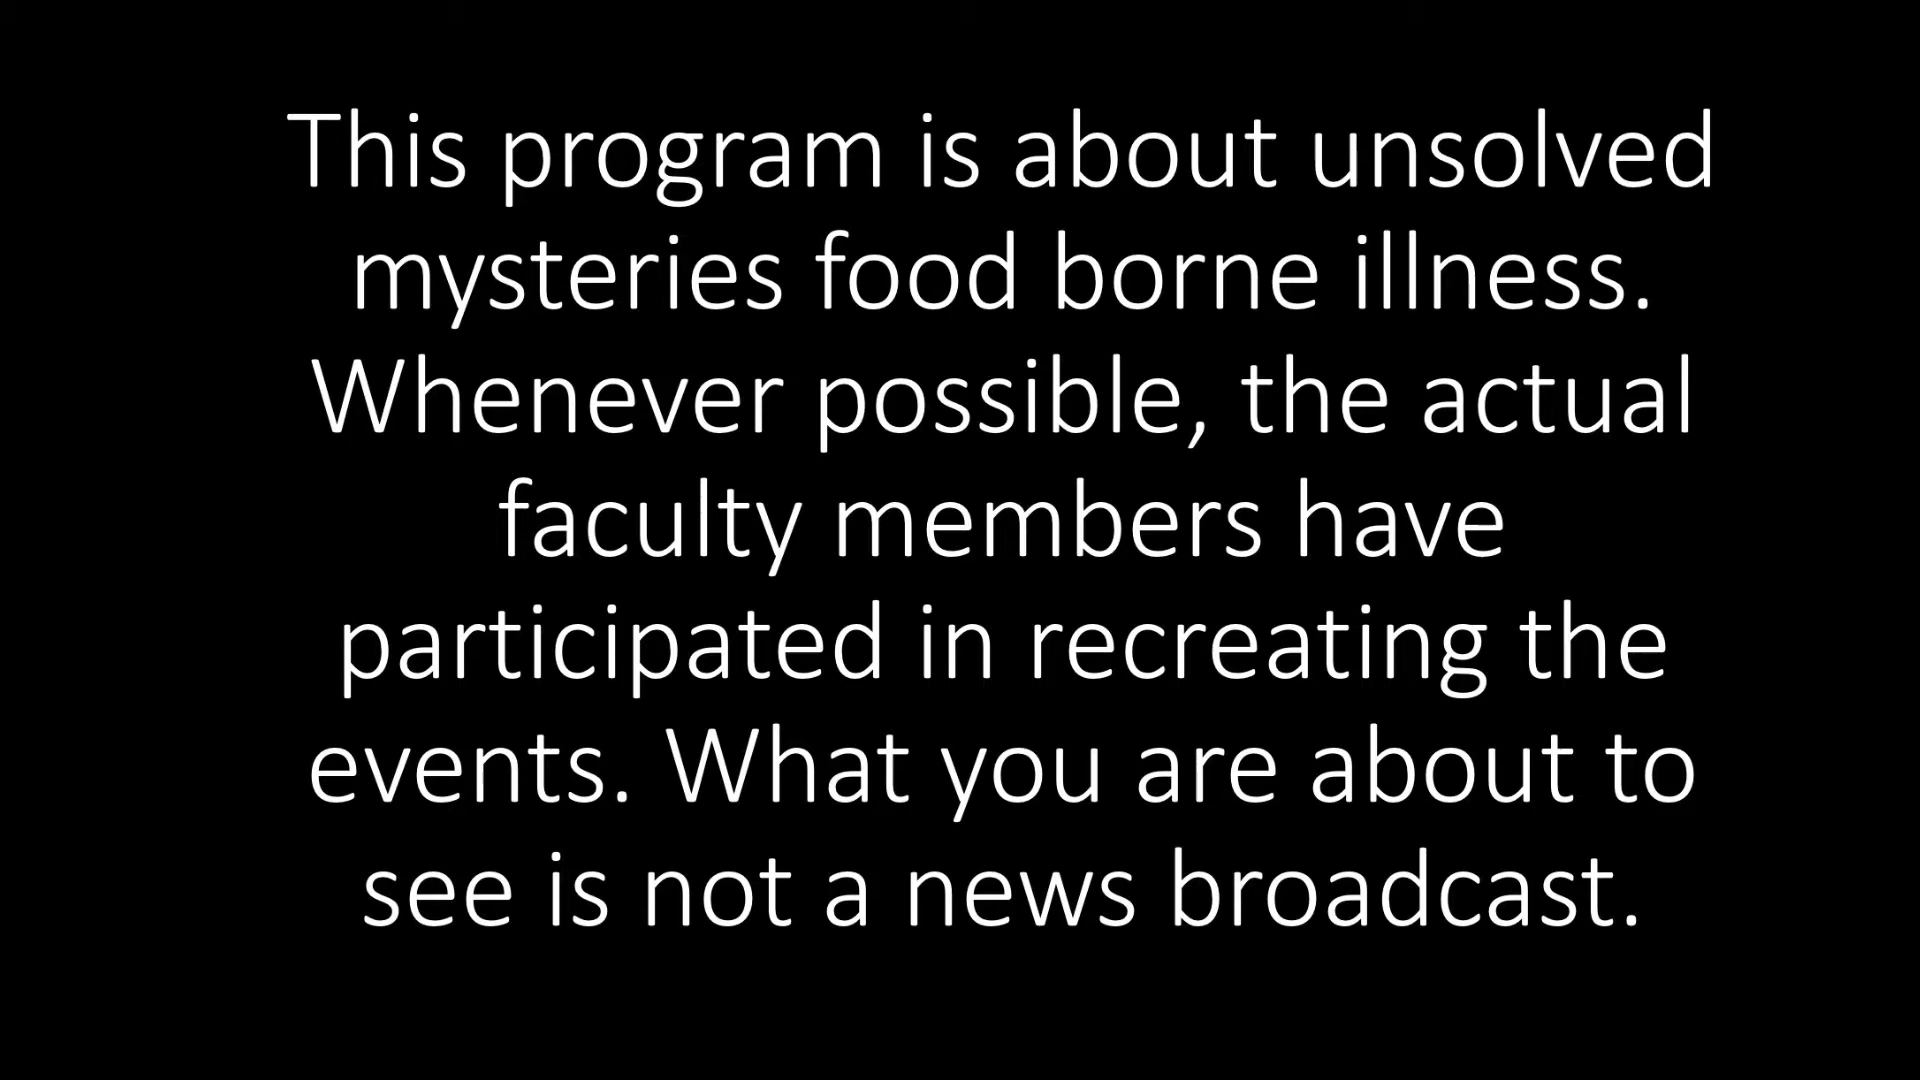 This program is about unsolved
mysteries food borne illness.
Whenever possible, the actual
faculty members have
participated in recreating the
events. What you are about to
see is not a news broadcast.